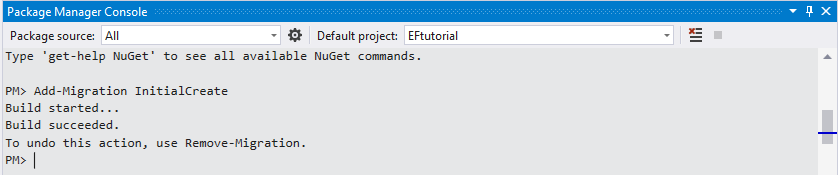 Package Manager Console
Package source: All Default project: EFtutorial
Type 'get-help NuGet' to see all available NuGet commands.
PM> Add-Migration InitialCreate
Build started...
Build succeeded.
To undo this action, use Remove-Migration.
PM>